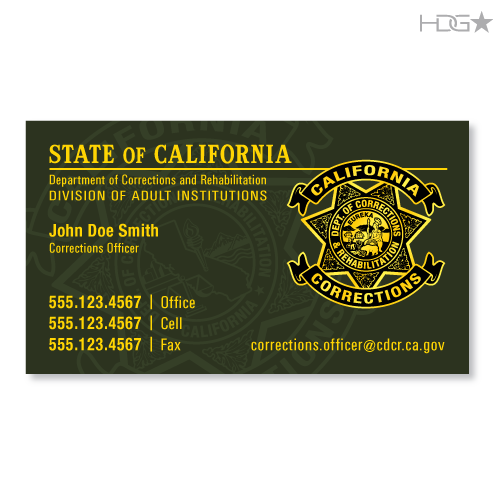 HDG
STATE OF CALIFORNIA
Department of Corrections and Rehabilitation
DIVISION OF ADULT INSTITUTIONS
John Doe Smith
Corrections Officer
CALIFORNIA
DEPT. OF CORRECTIONS
EUREKA
& REHABILITATION
CORRECTIONS
555.123.4567 | Office
555.123.4567 | Cell
555.123.4567 | Fax
corrections.officer@cdcr.ca.gov